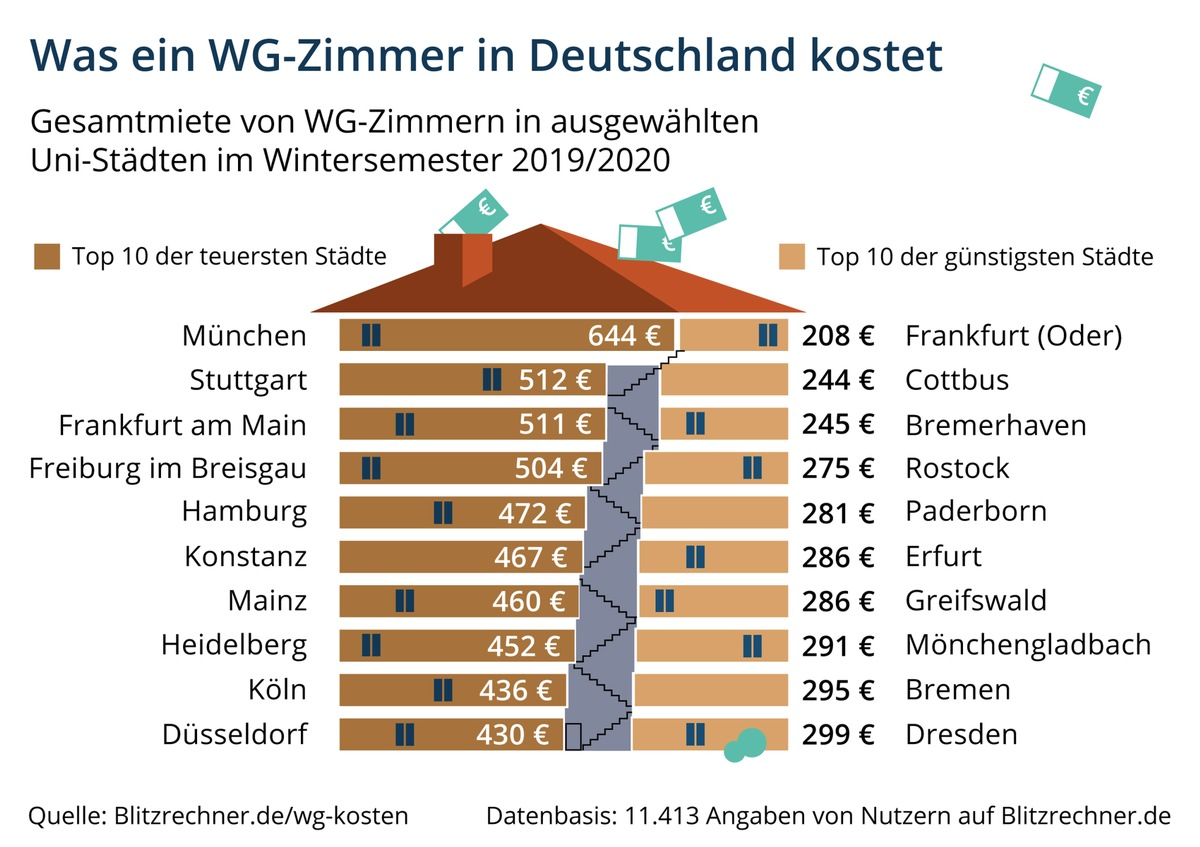 Was ein WG-Zimmer in Deutschland kostet
€
Gesamtmiete von WG-Zimmern in ausgewählten
Uni-Städten im Wintersemester 2019/2020
€
€
€
Top 10 der teuersten Städte
Top 10 der günstigsten Städte
München 644 € 208 € Frankfurt (Oder)
Stuttgart 512 € 244 € Cottbus
Frankfurt am Main 511 € 245 € Bremerhaven
Freiburg im Breisgau 504 € 275 € Rostock
Hamburg 472 € 281 € Paderborn
Konstanz 467 € 286 € Erfurt
Mainz 460 € 286 € Greifswald
Heidelberg 452 € 291 € Mönchengladbach
Köln 436 € 295 € Bremen
Düsseldorf 430 € 299 € Dresden
Quelle: Blitzrechner.de/wg-kosten
Datenbasis: 11.413 Angaben von Nutzern auf Blitzrechner.de